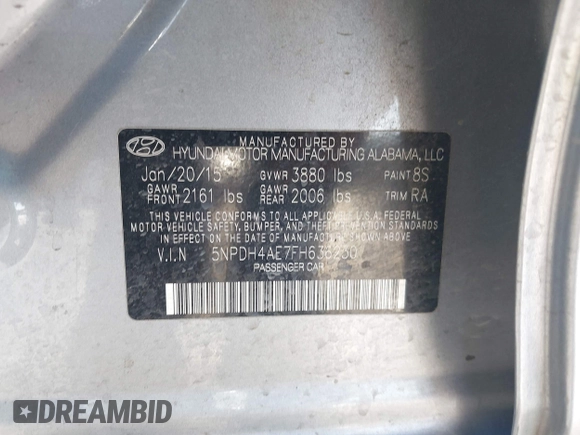 MANUFACTURED BY
HYUNDAI MOTOR MANUFACTURING ALABAMA, LLC
Jan/20/15 GVWR 3880 lbs PAINT 8S
GAWR FRONT 2161 lbs GAWR REAR 2006 lbs TRIM RA
THIS VEHICLE CONFORMS TO ALL APPLICABLE U.S.A. FEDERAL
MOTOR VEHICLE SAFETY, BUMPER, AND THEFT PREVENTION STANDARDS
IN EFFECT ON THE DATE OF MANUFACTURE SHOWN ABOVE
V.I.N
PASSENGER CAR
DREAMBID